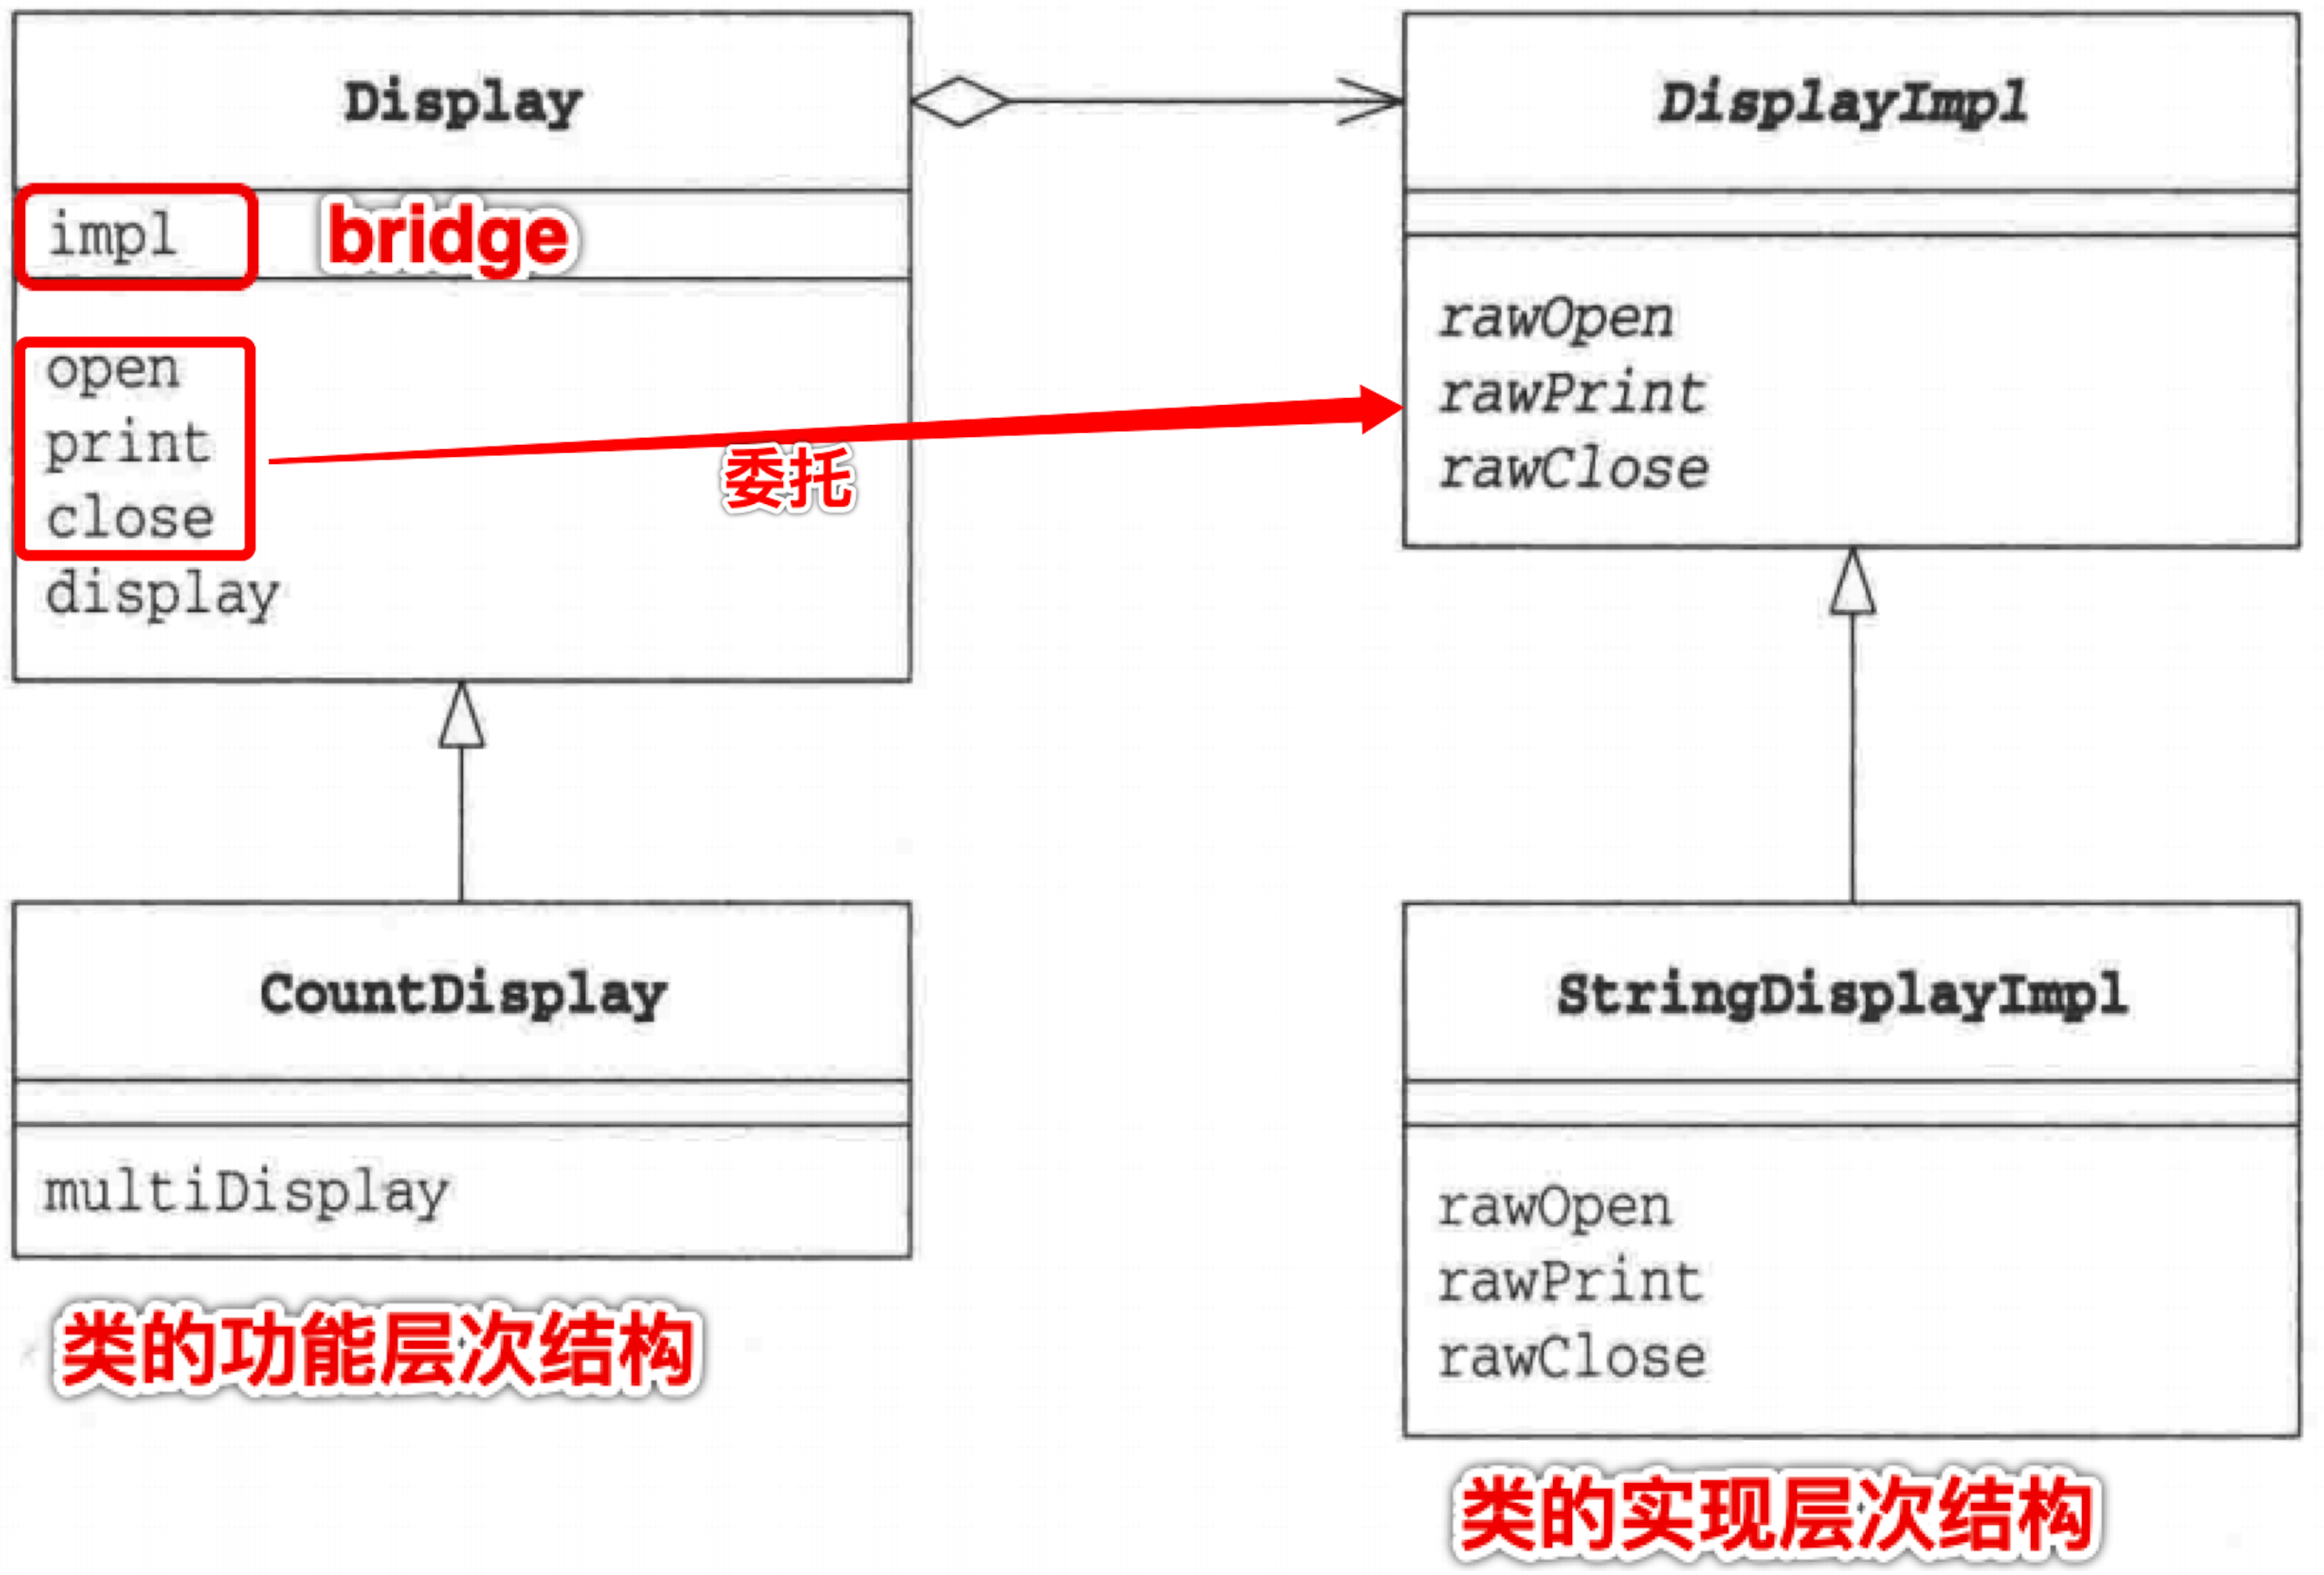 Display
impl
bridge
open
print
close
display
委托
DisplayImpl
rawOpen
rawPrint
rawClose
CountDisplay
multiDisplay
类的功能层次结构
StringDisplayImpl
rawOpen
rawPrint
rawClose
类的实现层次结构